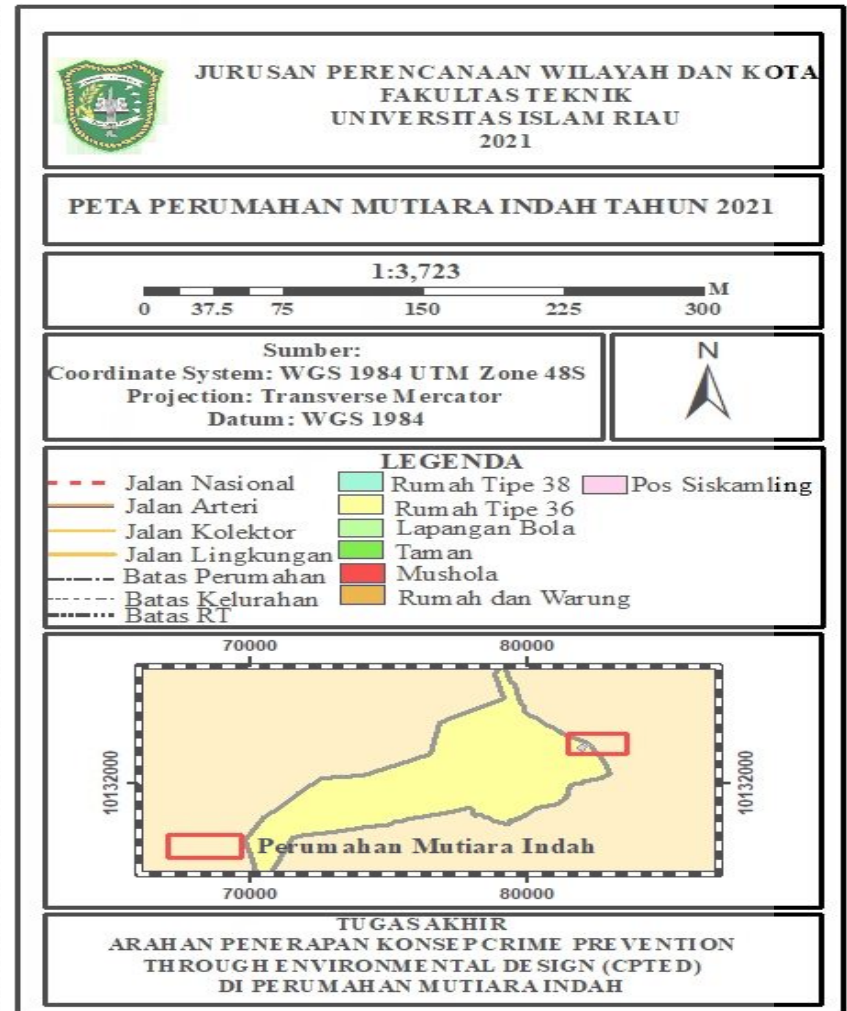 JURUSAN PERENCANAAN WILAYAH DAN KOTA
FAKULTAS TEKNIK
UNIVERSITAS ISLAM RIAU
2021
PETA PERUMAHAN MUTIARA INDAH TAHUN 2021
1:3,723
M
0 37.5 75 150 225 300
Sumber:
Coordinate System: WGS 1984 UTM Zone 48S
Projection: Transverse Mercator
Datum: WGS 1984
N
LEGENDA
Jalan Nasional
Jalan Arteri
Jalan Kolektor
Jalan Lingkungan
Batas Perumahan
Batas Kelurahan
Batas RT
Rumah Tipe 38
Rumah Tipe 36
Lapangan Bola
Taman
Mushola
Rumah dan Warung
Pos Siskamling
70000 80000
10132000
10132000
Perumahan Mutiara Indah
70000 80000
TUGAS AKHIR
ARAHAN PENERAPAN KONSEP CRIME PREVENTION
THROUGH ENVIRONMENTAL DESIGN (CPTED)
DI PERUMAHAN MUTIARA INDAH